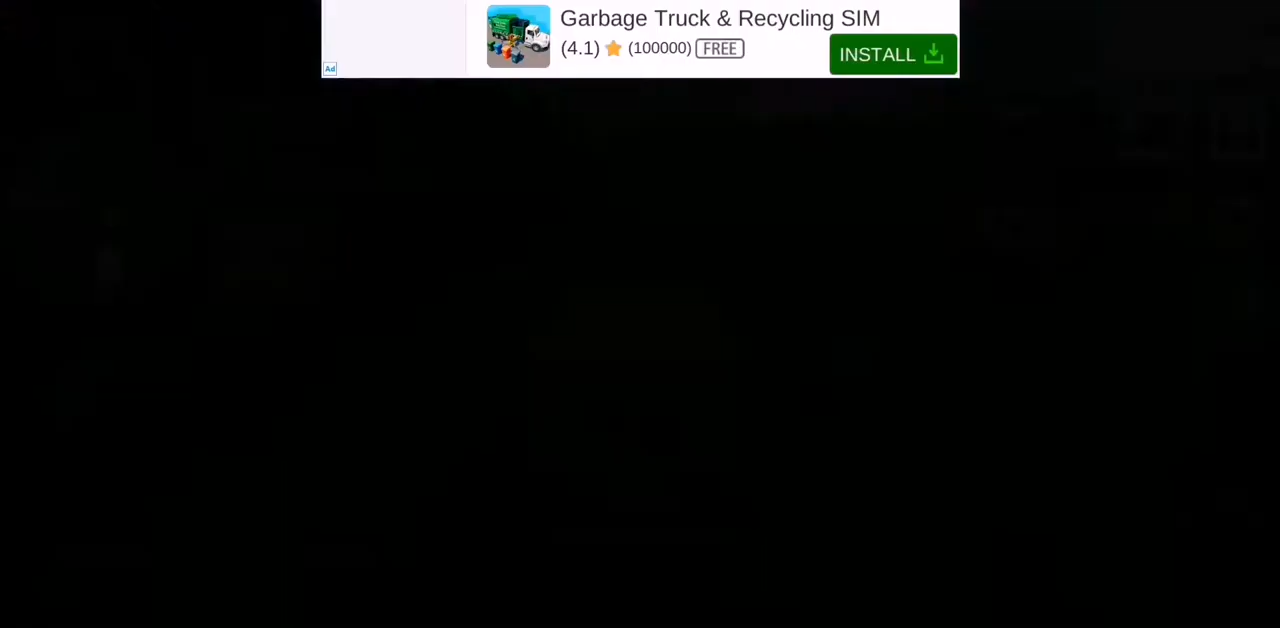 Garbage Truck & Recycling SIM
(4.1) (100000) FREE
INSTALL
Ad